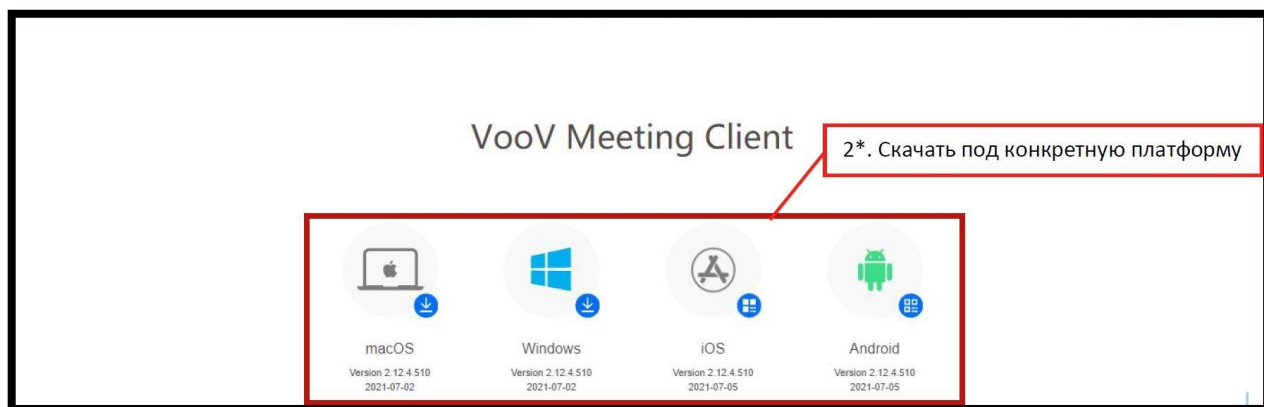 VooV Meeting Client
2*. Скачать под конкретную платформу
macOS
Version 2.12.4.510
2021-07-02
Windows
Version 2.12.4.510
2021-07-02
iOS
Version 2.12.4.510
2021-07-05
Android
Version 2.12.4.510
2021-07-05